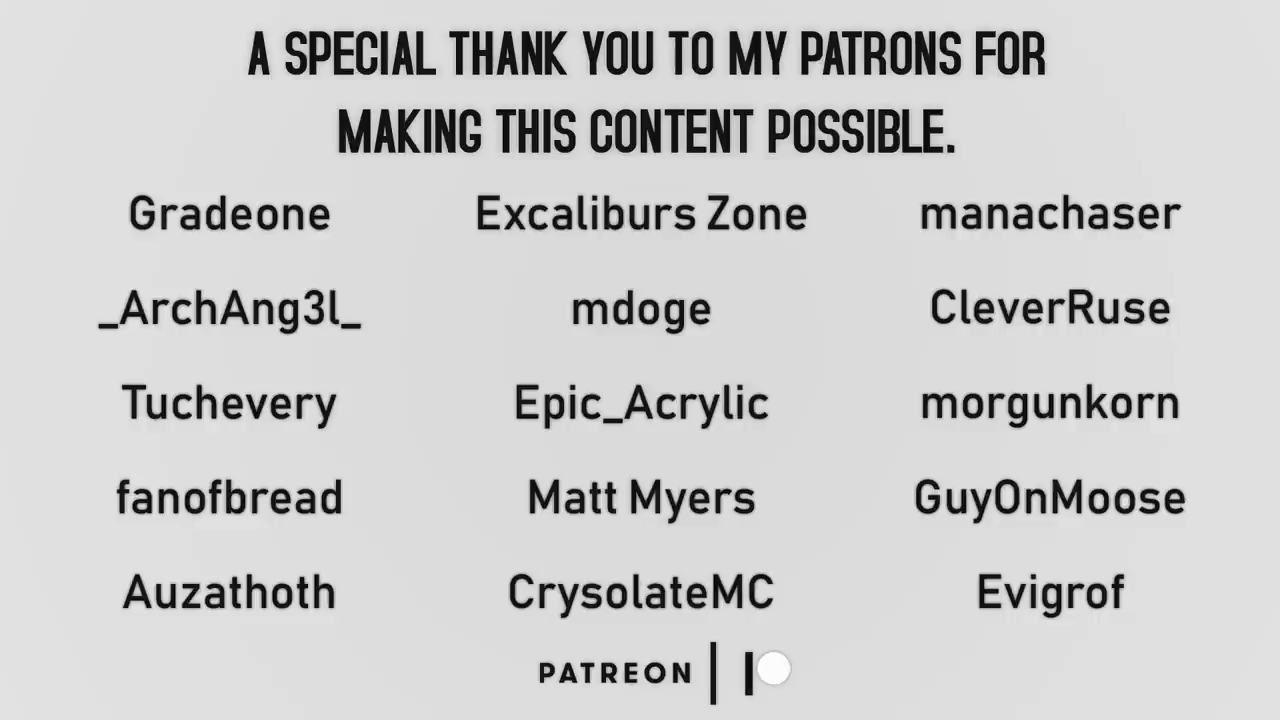 A SPECIAL THANK YOU TO MY PATRONS FOR
MAKING THIS CONTENT POSSIBLE.
Gradeone Excaliburs Zone manachaser
_ArchAng3l_ mdoge CleverRuse
Tuchevery Epic_Acrylic morgunkorn
fanofbread Matt Myers GuyOnMoose
Auzathoth CrysolateMC Evigrof
PATREON